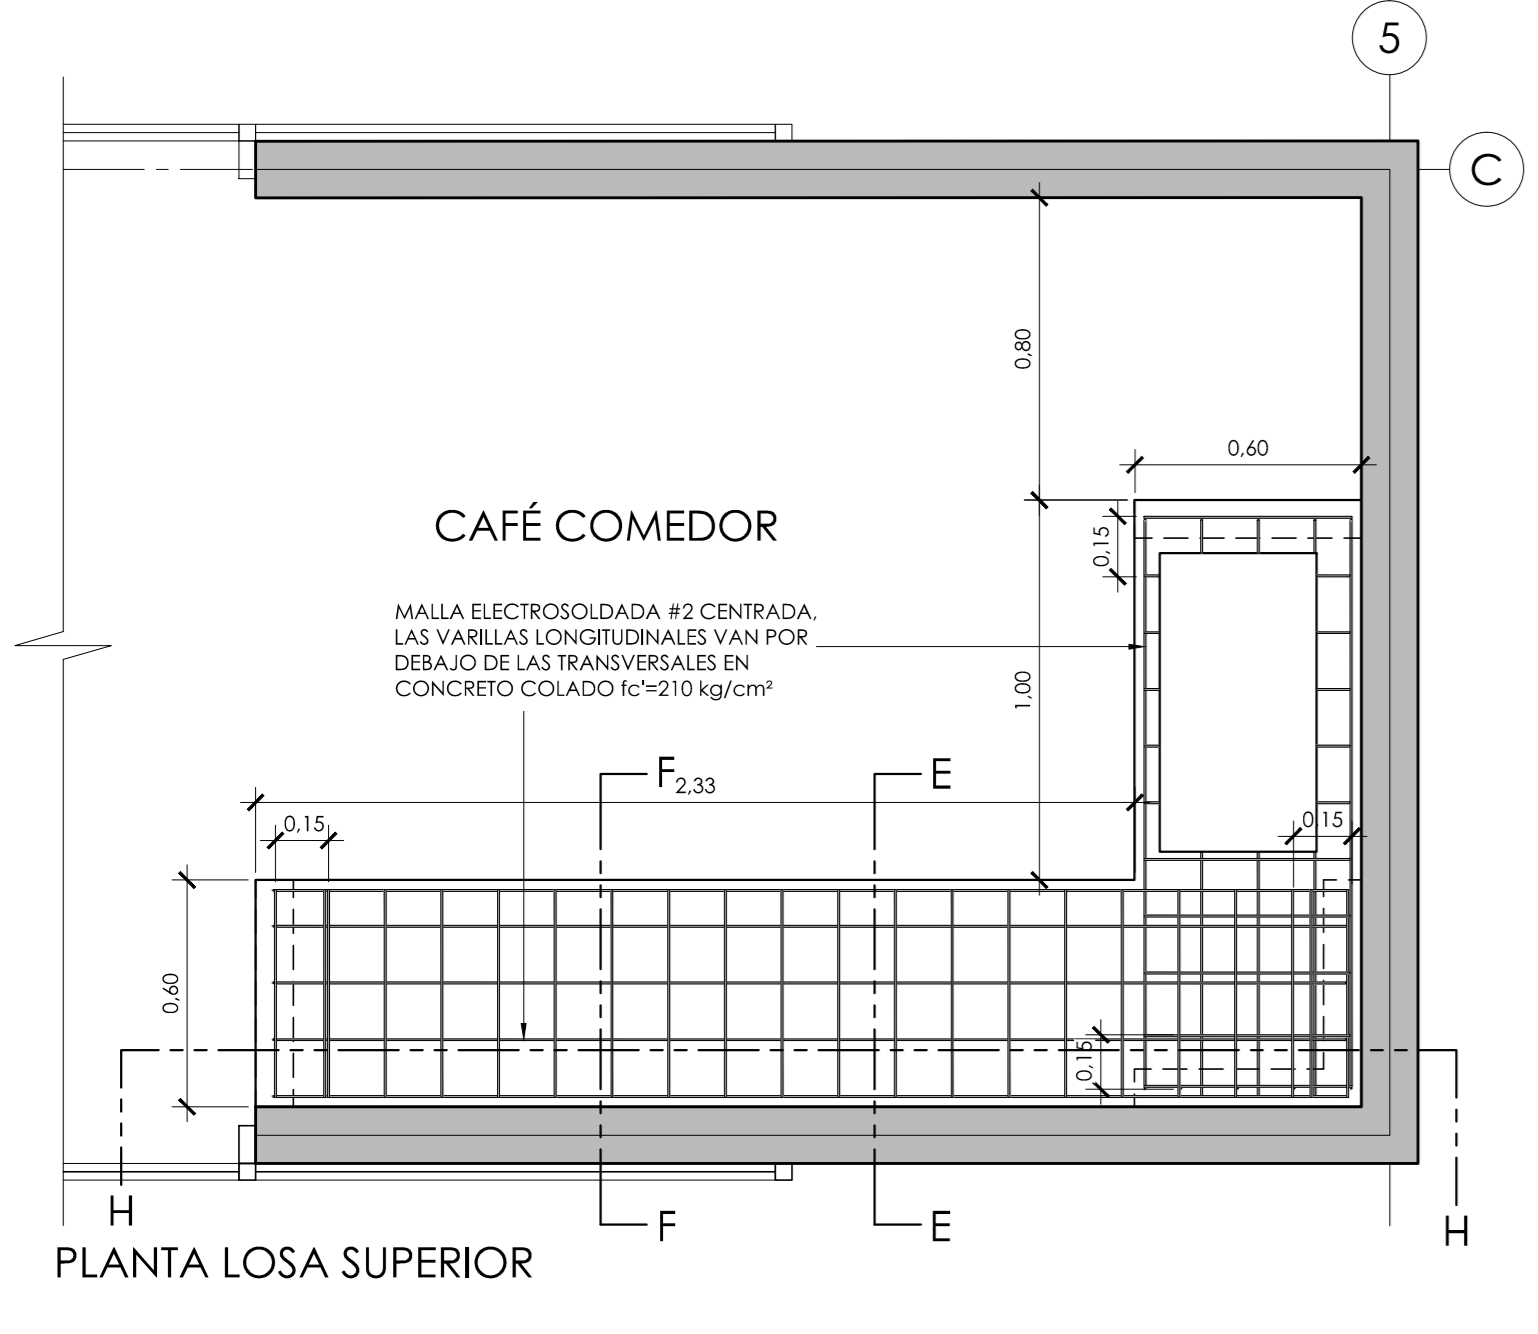 5
C
0,80
0,60
CAFÉ COMEDOR
0,15
MALLA ELECTROSOLDADA #2 CENTRADA,
LAS VARILLAS LONGITUDINALES VAN POR
DEBAJO DE LAS TRANSVERSALES EN
CONCRETO COLADO fc'=210 kg/cm²
1,00
F
2,33
E
0,15
0,15
0,60
0,15
H
F
E
H
PLANTA LOSA SUPERIOR